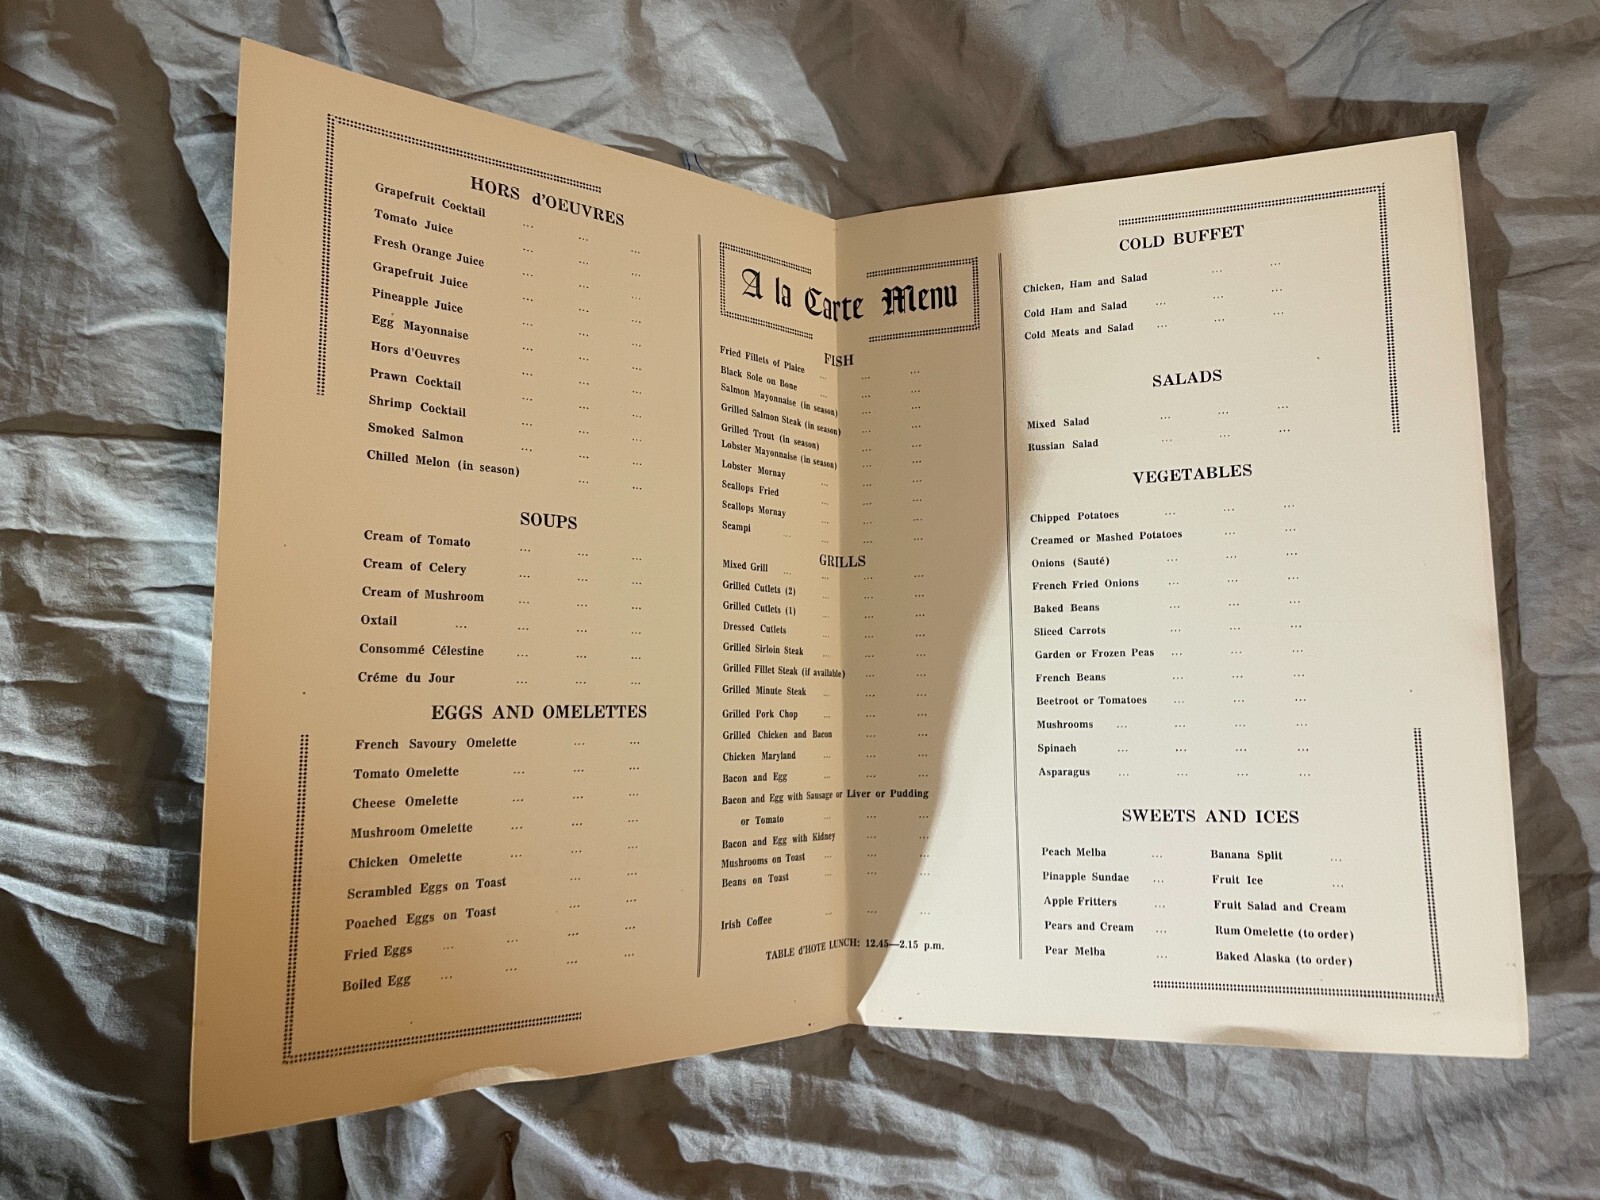 HORS d'OEUVRES
Grapefruit Cocktail ... ... ...
Tomato Juice ... ... ...
Fresh Orange Juice ... ... ...
Grapefruit Juice ... ... ...
Pineapple Juice ... ... ...
Egg Mayonnaise ... ... ...
Hors d'Oeuvres ... ... ...
Prawn Cocktail ... ... ...
Shrimp Cocktail ... ... ...
Smoked Salmon ... ... ...
Chilled Melon (in season) ... ...
SOUPS
Cream of Tomato ... ... ...
Cream of Celery ... ... ...
Cream of Mushroom ... ... ...
Oxtail ... ... ... ...
Consommé Célestine ... ... ...
Créme du Jour ... ... ...
EGGS AND OMELETTES
French Savoury Omelette ... ...
Tomato Omelette ... ... ...
Cheese Omelette ... ... ...
Mushroom Omelette ... ... ...
Chicken Omelette ... ... ...
Scrambled Eggs on Toast ... ...
Poached Eggs on Toast ... ...
Fried Eggs ... ... ... ...
Boiled Egg ... ... ... ...
A la Carte Menu
FISH
Fried Fillets of Plaice ... ... ...
Black Sole on Bone ... ... ...
Salmon Mayonnaise (in season) ... ...
Grilled Salmon Steak (in season) ... ...
Grilled Trout (in season) ... ...
Lobster Mayonnaise (in season) ... ...
Lobster Mornay ... ... ...
Scallops Fried ... ... ...
Scallops Mornay ... ... ...
Scampi ... ... ... ...
GRILLS
Mixed Grill ... ... ... ...
Grilled Cutlets (2) ... ... ...
Grilled Cutlets (1) ... ... ...
Dressed Cutlets ... ... ...
Grilled Sirloin Steak ... ... ...
Grilled Fillet Steak (if available) ... ...
Grilled Minute Steak ... ... ...
Grilled Pork Chop ... ... ...
Grilled Chicken and Bacon ... ...
Chicken Maryland ... ... ...
Bacon and Egg ... ... ...
Bacon and Egg with Sausage or Liver or Pudding
or Tomato ... ... ...
Bacon and Egg with Kidney ... ...
Mushrooms on Toast ... ... ...
Beans on Toast ... ... ...
Irish Coffee ... ... ...
TABLE d'HOTE LUNCH: 12.45—2.15 p.m.
COLD BUFFET
Chicken, Ham and Salad ... ...
Cold Ham and Salad ... ... ...
Cold Meats and Salad ... ... ...
SALADS
Mixed Salad ... ... ...
Russian Salad ... ... ...
VEGETABLES
Chipped Potatoes ... ... ...
Creamed or Mashed Potatoes ... ...
Onions (Sauté) ... ... ...
French Fried Onions ... ... ...
Baked Beans ... ... ...
Sliced Carrots ... ... ...
Garden or Frozen Peas ... ... ...
French Beans ... ... ...
Beetroot or Tomatoes ... ... ...
Mushrooms ... ... ... ...
Spinach ... ... ... ...
Asparagus ... ... ... ...
SWEETS AND ICES
Peach Melba ...
Pinapple Sundae ...
Apple Fritters ...
Pears and Cream ...
Pear Melba ...
Banana Split ...
Fruit Ice ...
Fruit Salad and Cream
Rum Omelette (to order)
Baked Alaska (to order)